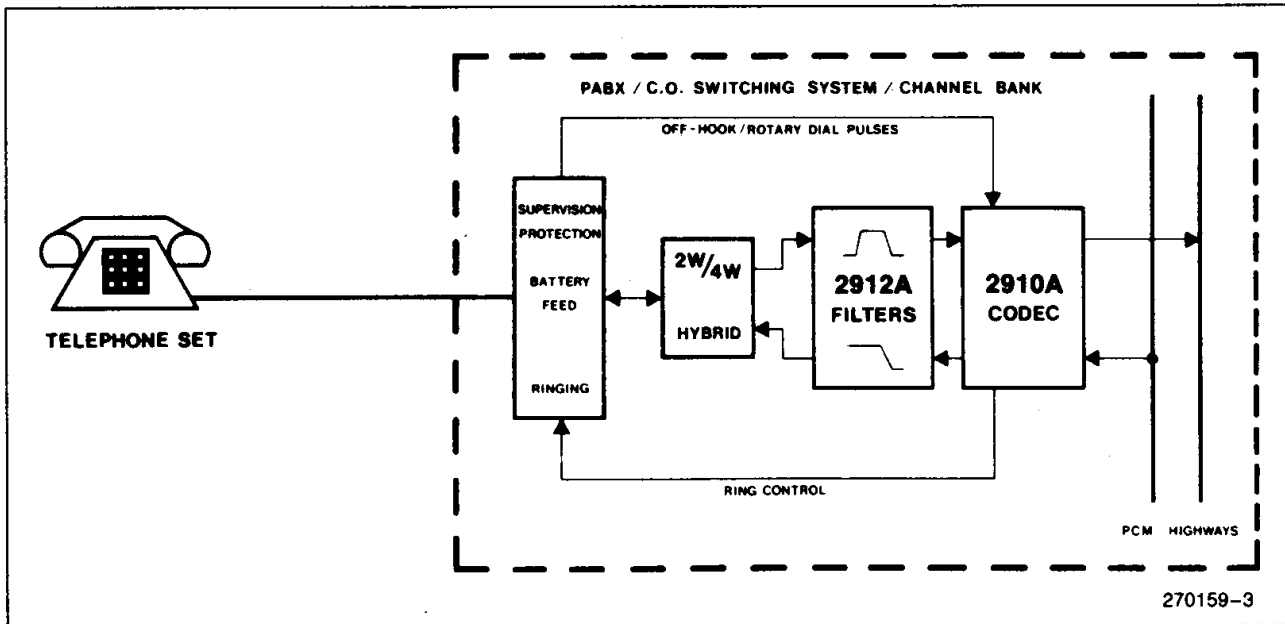 PABX / C.O. SWITCHING SYSTEM / CHANNEL BANK
OFF-HOOK/ROTARY DIAL PULSES
SUPERVISION
PROTECTION
BATTERY
FEED
RINGING
2W/4W
HYBRID
2912A
FILTERS
2910A
CODEC
TELEPHONE SET
RING CONTROL
PCM HIGHWAYS
270159-3